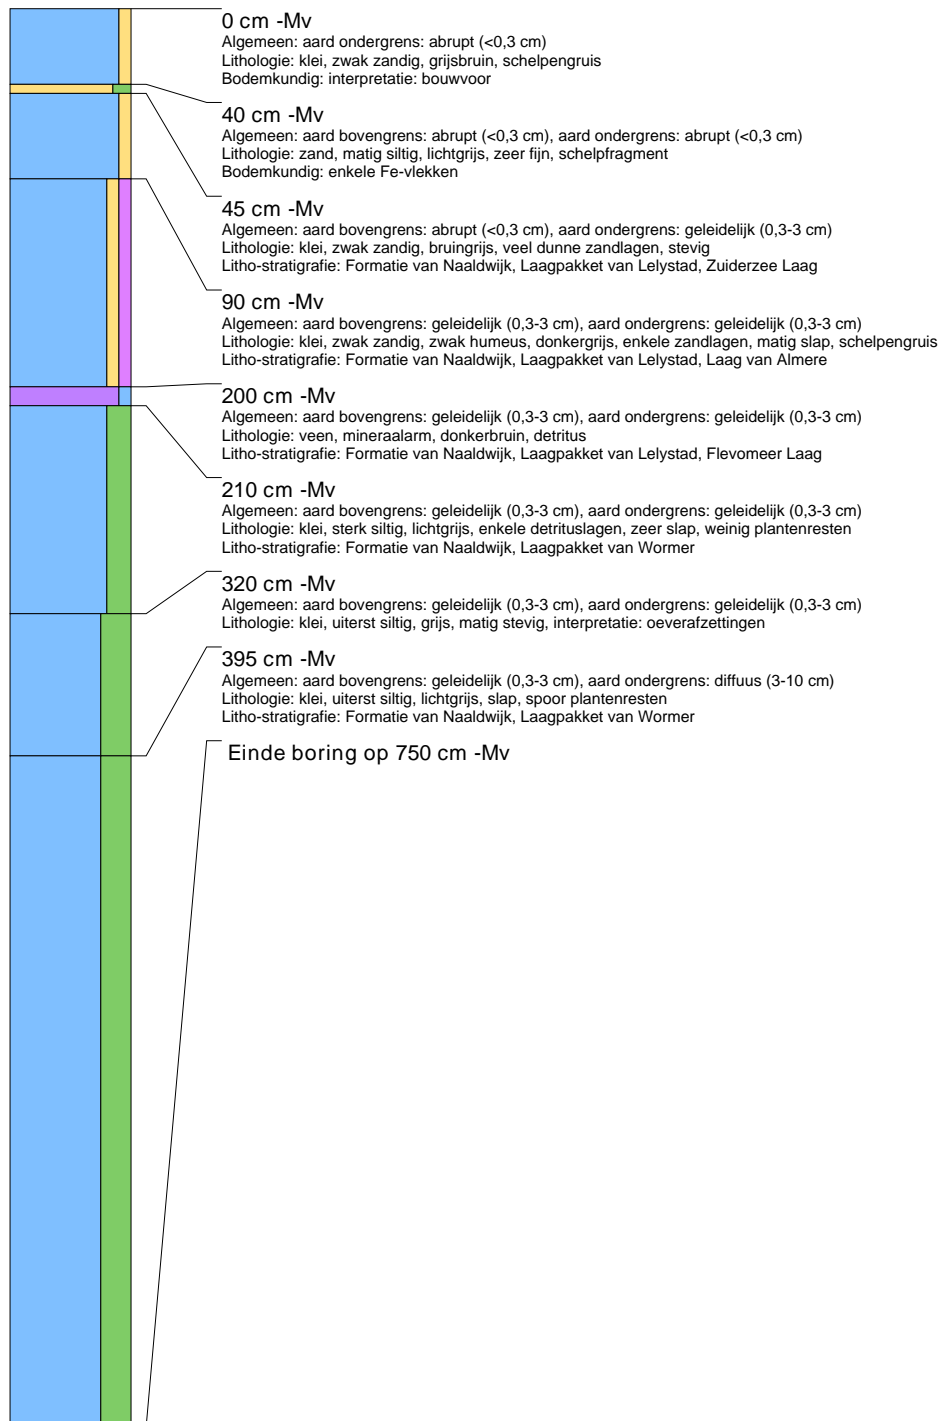 0 cm -Mv
Algemeen: aard ondergrens: abrupt (<0,3 cm)
Lithologie: klei, zwak zandig, grijsbruin, schelpengruis
Bodemkundig: interpretatie: bouwvoor
40 cm -Mv
Algemeen: aard bovengrens: abrupt (<0,3 cm), aard ondergrens: abrupt (<0,3 cm)
Lithologie: zand, matig siltig, lichtgrijs, zeer fijn, schelpfragment
Bodemkundig: enkele Fe-vlekken
45 cm -Mv
Algemeen: aard bovengrens: abrupt (<0,3 cm), aard ondergrens: geleidelijk (0,3-3 cm)
Lithologie: klei, zwak zandig, bruingrijs, veel dunne zandlagen, stevig
Litho-stratigrafie: Formatie van Naaldwijk, Laagpakket van Lelystad, Zuiderzee Laag
90 cm -Mv
Algemeen: aard bovengrens: geleidelijk (0,3-3 cm), aard ondergrens: geleidelijk (0,3-3 cm)
Lithologie: klei, zwak zandig, zwak humeus, donkergrijs, enkele zandlagen, matig slap, schelpengruis
Litho-stratigrafie: Formatie van Naaldwijk, Laagpakket van Lelystad, Laag van Almere
200 cm -Mv
Algemeen: aard bovengrens: geleidelijk (0,3-3 cm), aard ondergrens: geleidelijk (0,3-3 cm)
Lithologie: veen, mineraalarm, donkerbruin, detritus
Litho-stratigrafie: Formatie van Naaldwijk, Laagpakket van Lelystad, Flevomeer Laag
210 cm -Mv
Algemeen: aard bovengrens: geleidelijk (0,3-3 cm), aard ondergrens: geleidelijk (0,3-3 cm)
Lithologie: klei, sterk siltig, lichtgrijs, enkele detrituslagen, zeer slap, weinig plantenresten
Litho-stratigrafie: Formatie van Naaldwijk, Laagpakket van Wormer
320 cm -Mv
Algemeen: aard bovengrens: geleidelijk (0,3-3 cm), aard ondergrens: geleidelijk (0,3-3 cm)
Lithologie: klei, uiterst siltig, grijs, matig stevig, interpretatie: oeverafzettingen
395 cm -Mv
Algemeen: aard bovengrens: geleidelijk (0,3-3 cm), aard ondergrens: diffuus (3-10 cm)
Lithologie: klei, uiterst siltig, lichtgrijs, slap, spoor plantenresten
Litho-stratigrafie: Formatie van Naaldwijk, Laagpakket van Wormer
Einde boring op 750 cm -Mv